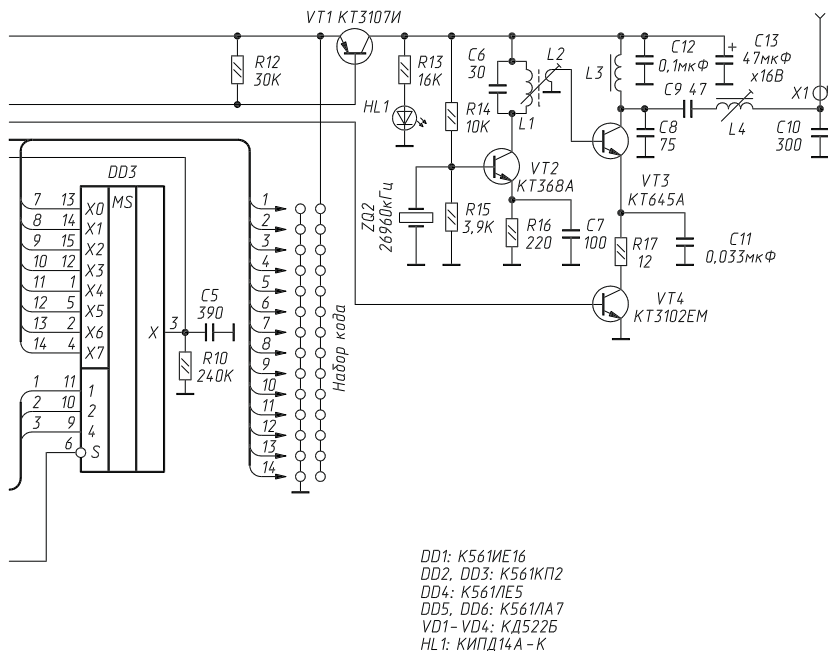 VT1 КТ3107И
R12
30К
R13
16К
HL1
R14
10К
C6
30
L2
L1
L3
C12
0,1мкФ
C13
47мкФ
х16В
C9 47
X1
L4
C8
75
C10
300
VT2
КТ368А
VT3
КТ645А
ZQ2
26960кГц
R15
3,9К
R16
220
C7
100
R17
12
C11
0,033мкФ
VT4
КТ3102ЕМ
DD3
MS
7 13 X0
8 14 X1
9 15 X2
10 12 X3
11 1 X4
12 5 X5
13 2 X6
14 4 X7
1 11 1
2 10 2
3 9 4
6 S
X 3
C5
390
R10
240К
1
2
3
4
5
6
7
8
9
10
11
12
13
14
Набор кода
DD1: К561ИЕ16
DD2, DD3: К561КП2
DD4: К561ЛЕ5
DD5, DD6: К561ЛА7
VD1-VD4: КД522Б
HL1: КИПД14А-К